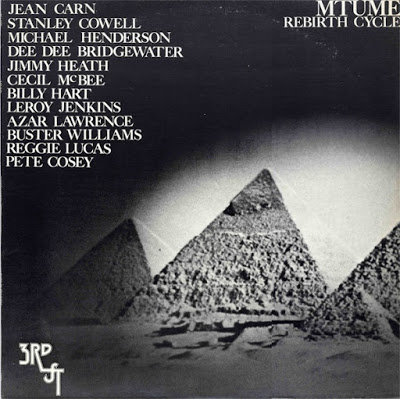 JEAN CARN
STANLEY COWELL
MICHAEL HENDERSON
DEE DEE BRIDGEWATER
JIMMY HEATH
CECIL McBEE
BILLY HART
LEROY JENKINS
AZAR LAWRENCE
BUSTER WILLIAMS
REGGIE LUCAS
PETE COSEY
MTUME
REBIRTH CYCLE
3RD
ST